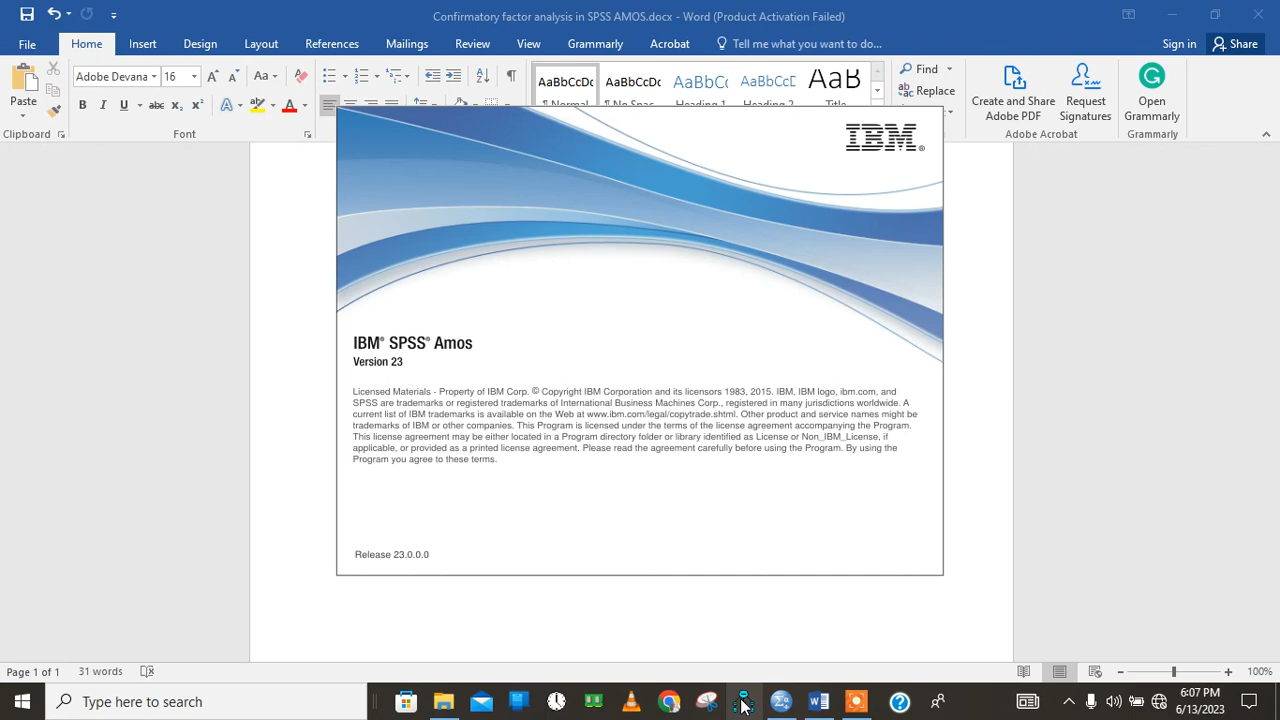 Confirmatory factor analysis in SPSS AMOS.docx - Word (Product Activation Failed)
File Home Insert Design Layout References Mailings Review View Grammarly Acrobat Tell me what you want to do... Sign in Share
Adobe Devana 16
AaBbCcDc AaBbCcDc AaBbCcDc AaBbCcD AaB
¶ Normal ¶ No Spac... Heading 1 Heading 2 Title
Paste
Find
Replace
Create and Share Adobe PDF
Request Signatures
Open Grammarly
Clipboard Font Adobe Acrobat Grammarly
IBM®
IBM® SPSS® Amos
Version 23
Licensed Materials - Property of IBM Corp. © Copyright IBM Corporation and its licensors 1983, 2015. IBM, IBM logo, ibm.com, and
SPSS are trademarks or registered trademarks of International Business Machines Corp., registered in many jurisdictions worldwide. A
current list of IBM trademarks is available on the Web at www.ibm.com/legal/copytrade.shtml. Other product and service names might be
trademarks of IBM or other companies. This Program is licensed under the terms of the license agreement accompanying the Program.
This license agreement may be either located in a Program directory folder or library identified as License or Non_IBM_License, if
applicable, or provided as a printed license agreement. Please read the agreement carefully before using the Program. By using the
Program you agree to these terms.
Release 23.0.0.0
Page 1 of 1 31 words 100%
Type here to search
6:07 PM
6/13/2023